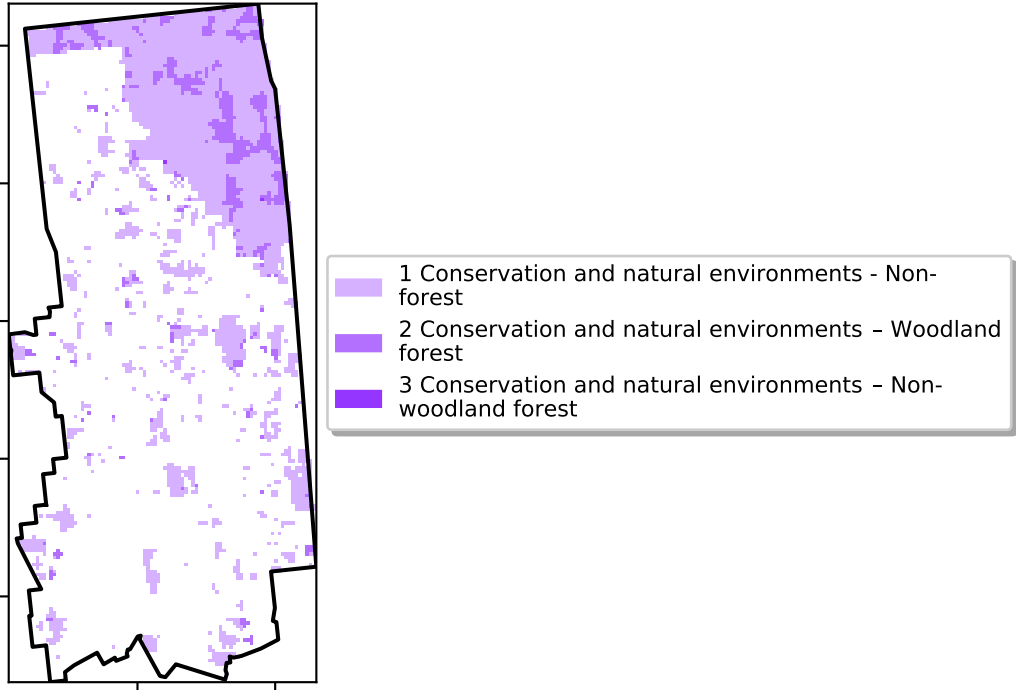 1 Conservation and natural environments - Non-
forest
2 Conservation and natural environments – Woodland
forest
3 Conservation and natural environments – Non-
woodland forest